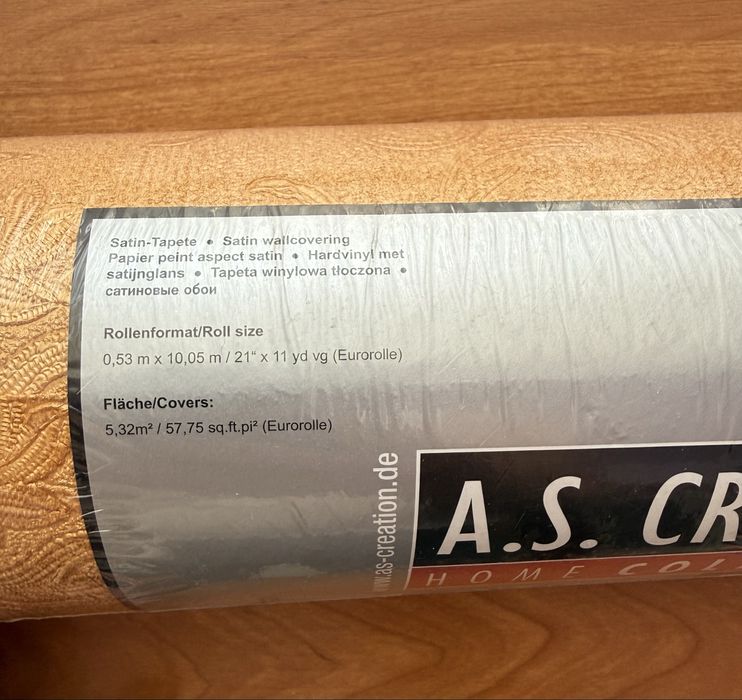 Satin-Tapete • Satin wallcovering
Papier peint aspect satin • Hardvinyl met
satijnglans • Tapeta winylowa tłoczona •
сатиновые обои
Rollenformat/Roll size
0,53 m x 10,05 m / 21“ x 11 yd vg (Eurorolle)
Fläche/Covers:
5,32m² / 57,75 sq.ft.pi² (Eurorolle)
www.as-creation.de
A.S. CR
HOME COL